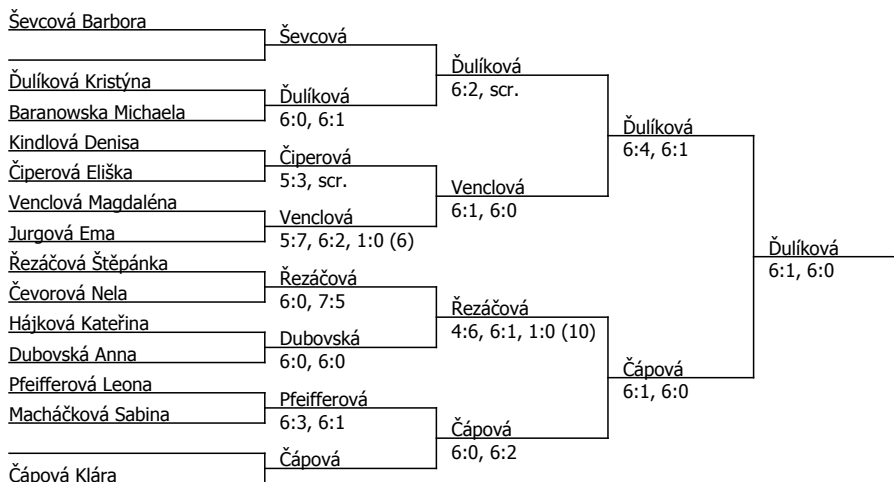 Ševcová Barbora
Ševcová
Ďulíková
6:2, scr.
Ďulíková Kristýna
Ďulíková
6:0, 6:1
Baranowska Michaela
Ďulíková
6:4, 6:1
Kindlová Denisa
Čiperová
5:3, scr.
Čiperová Eliška
Venclová
6:1, 6:0
Venclová Magdaléna
Venclová
5:7, 6:2, 1:0 (6)
Jurgová Ema
Ďulíková
6:1, 6:0
Řezáčová Štěpánka
Řezáčová
6:0, 7:5
Čevorová Nela
Řezáčová
4:6, 6:1, 1:0 (10)
Hájková Kateřina
Dubovská
6:0, 6:0
Dubovská Anna
Čápová
6:1, 6:0
Pfeifferová Leona
Pfeifferová
6:3, 6:1
Macháčková Sabina
Čápová
6:0, 6:2
Čápová
Čápová Klára